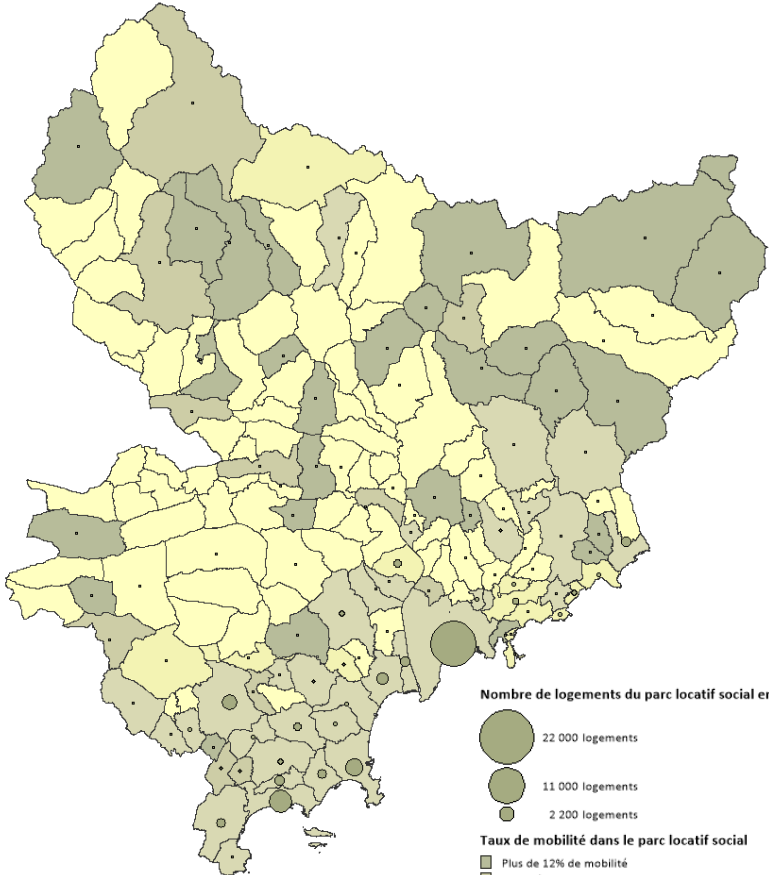 Nombre de logements du parc locatif social en
22 000 logements
11 000 logements
2 200 logements
Taux de mobilité dans le parc locatif social
Plus de 12% de mobilité